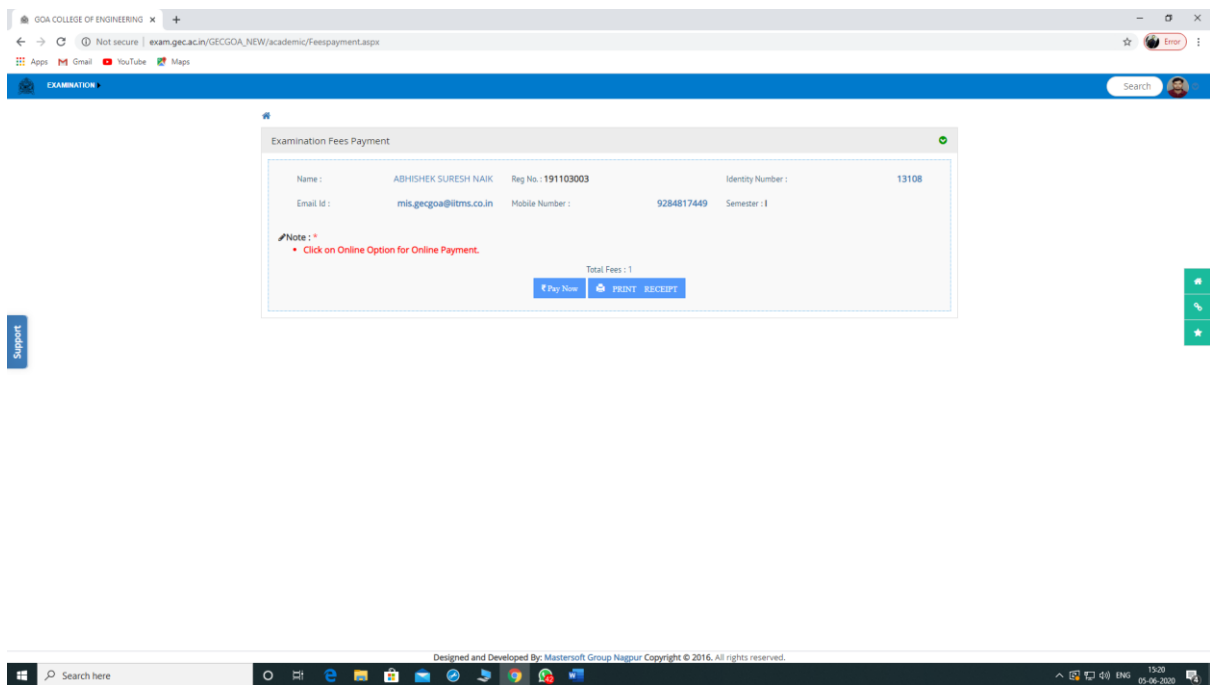 GOA COLLEGE OF ENGINEERING
Not secure | exam.gec.ac.in/GECGOA_NEW/academic/Feespayment.aspx
Error
Apps Gmail YouTube Maps
EXAMINATION
Search
Examination Fees Payment
Name : ABHISHEK SURESH NAIK Reg No. : 191103003 Identity Number : 13108
Email Id : mis.gecgoa@iitms.co.in Mobile Number : 9284817449 Semester : I
Note : *
Click on Online Option for Online Payment.
Total Fees : 1
₹ Pay Now PRINT RECEIPT
Support
Designed and Developed By: Mastersoft Group Nagpur Copyright © 2016. All rights reserved.
Search here
ENG
15:20
05-06-2020